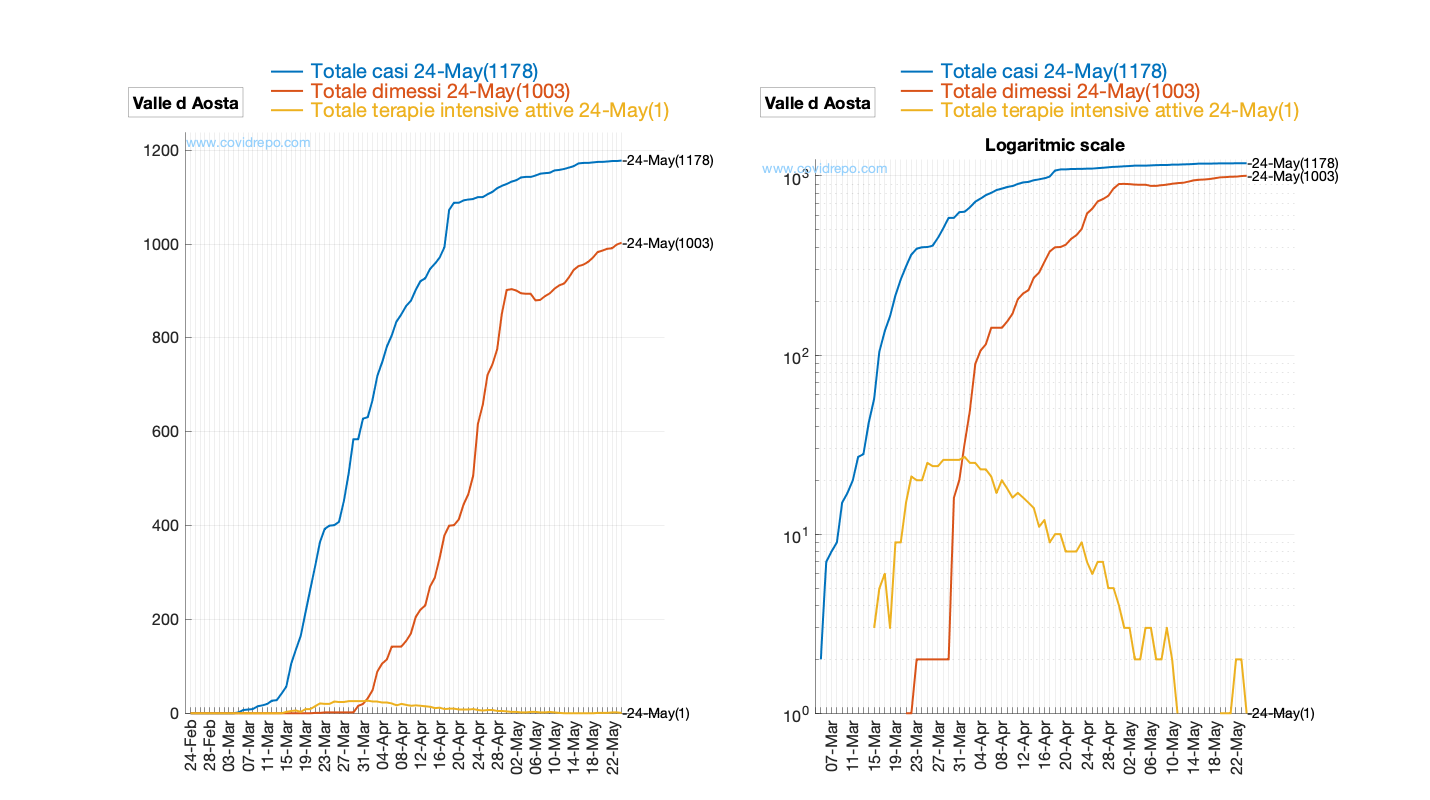 Totale casi 24-May(1178)
Totale dimessi 24-May(1003)
Totale terapie intensive attive 24-May(1)
Valle d Aosta
www.covidrepo.com
1200
1000
800
600
400
200
0
-24-May(1178)
-24-May(1003)
-24-May(1)
24-Feb
28-Feb
03-Mar
07-Mar
11-Mar
15-Mar
19-Mar
23-Mar
27-Mar
31-Mar
04-Apr
08-Apr
12-Apr
16-Apr
20-Apr
24-Apr
28-Apr
02-May
06-May
10-May
14-May
18-May
22-May
Totale casi 24-May(1178)
Totale dimessi 24-May(1003)
Totale terapie intensive attive 24-May(1)
Valle d Aosta
Logaritmic scale
www.covidrepo.com
10^3
10^2
10^1
10^0
-24-May(1178)
-24-May(1003)
-24-May(1)
07-Mar
11-Mar
15-Mar
19-Mar
23-Mar
27-Mar
31-Mar
04-Apr
08-Apr
12-Apr
16-Apr
20-Apr
24-Apr
28-Apr
02-May
06-May
10-May
14-May
18-May
22-May